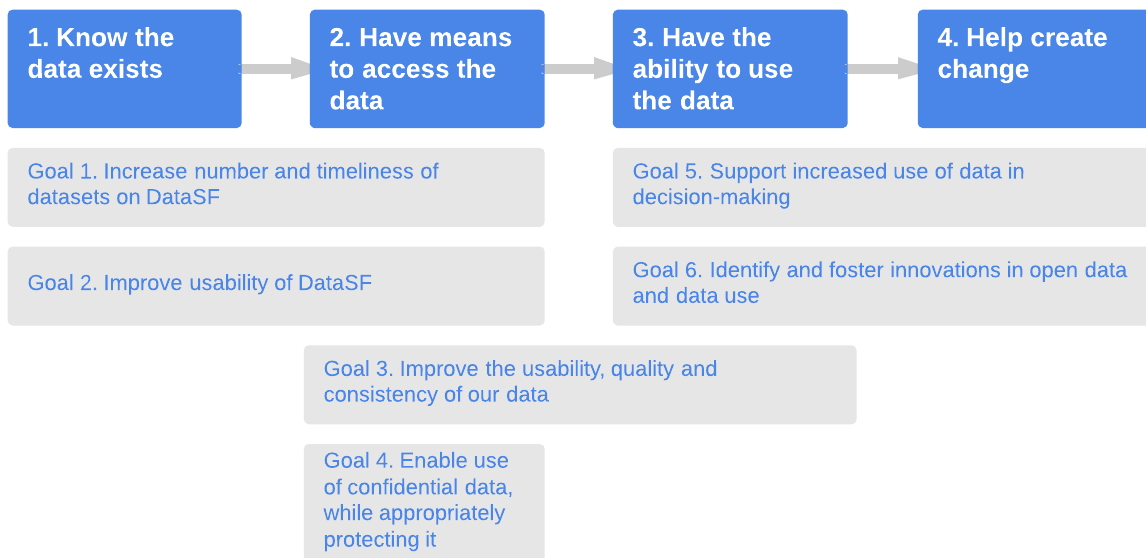 1. Know the
data exists
2. Have means
to access the
data
3. Have the
ability to use
the data
4. Help create
change
Goal 1. Increase number and timeliness of
datasets on DataSF
Goal 5. Support increased use of data in
decision-making
Goal 2. Improve usability of DataSF
Goal 6. Identify and foster innovations in open data
and data use
Goal 3. Improve the usability, quality and
consistency of our data
Goal 4. Enable use
of confidential data,
while appropriately
protecting it